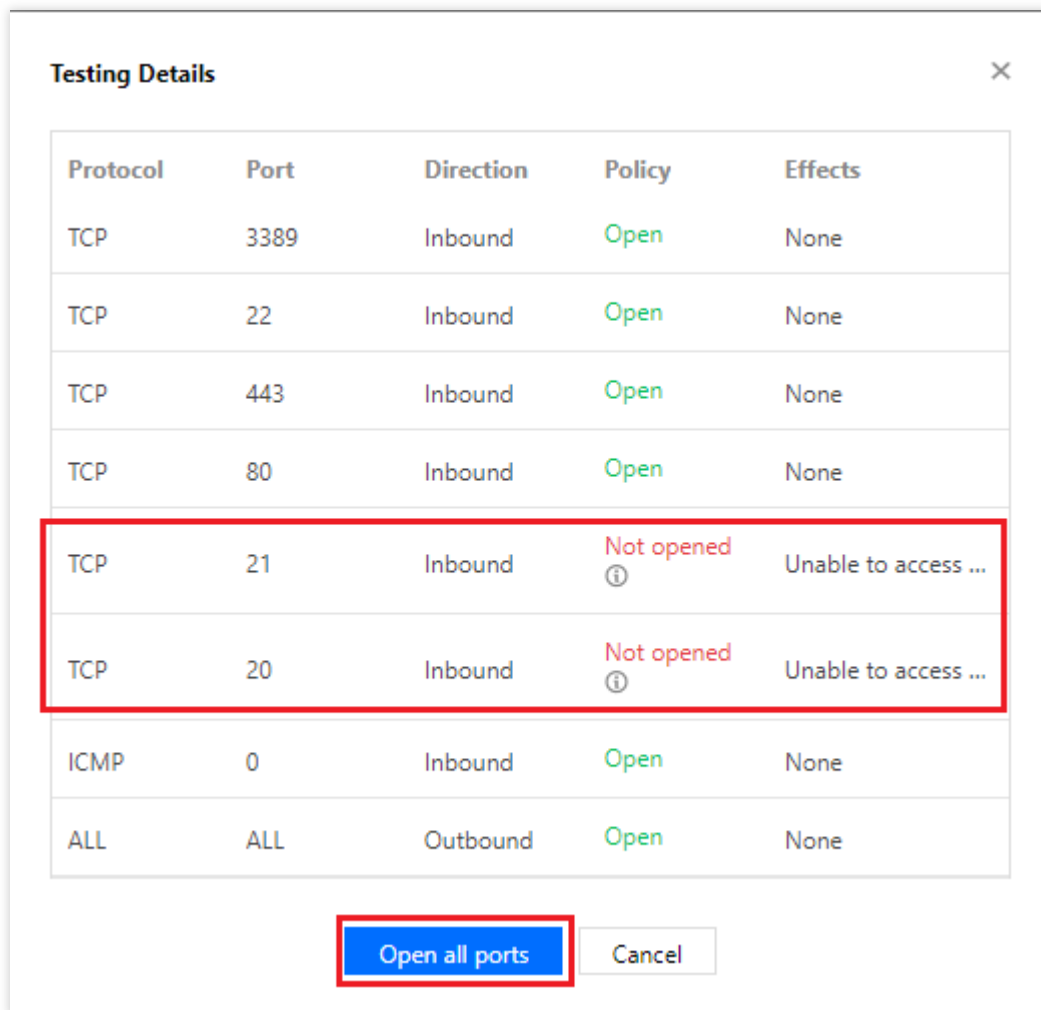 Testing Details
Protocol Port Direction Policy Effects
TCP 3389 Inbound Open None
TCP 22 Inbound Open None
TCP 443 Inbound Open None
TCP 80 Inbound Open None
TCP 21 Inbound Not opened Unable to access ...
TCP 20 Inbound Not opened Unable to access ...
ICMP 0 Inbound Open None
ALL ALL Outbound Open None
Open all ports Cancel